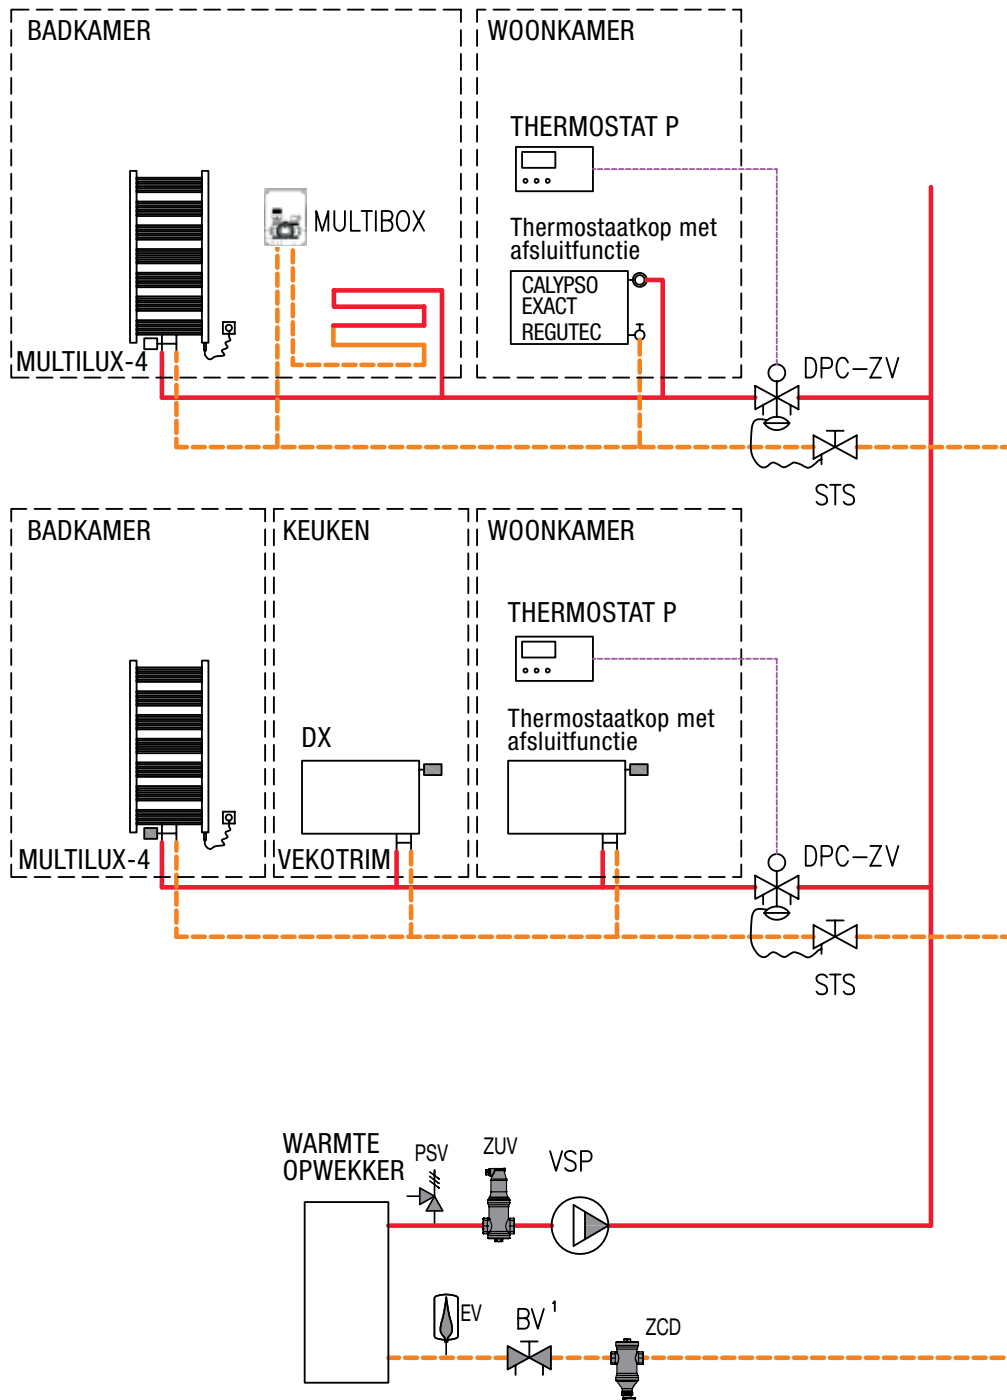 BADKAMER
WOONKAMER
THERMOSTAT P
MULTIBOX
Thermostaatkop met
afsluitfunctie
CALYPSO
EXACT
REGUTEC
MULTILUX-4
DPC-ZV
STS
BADKAMER
KEUKEN
WOONKAMER
THERMOSTAT P
DX
Thermostaatkop met
afsluitfunctie
MULTILUX-4
VEKOTRIM
DPC-ZV
STS
WARMTE
OPWEKKER
PSV
ZUV
VSP
EV
BV ¹
ZCD